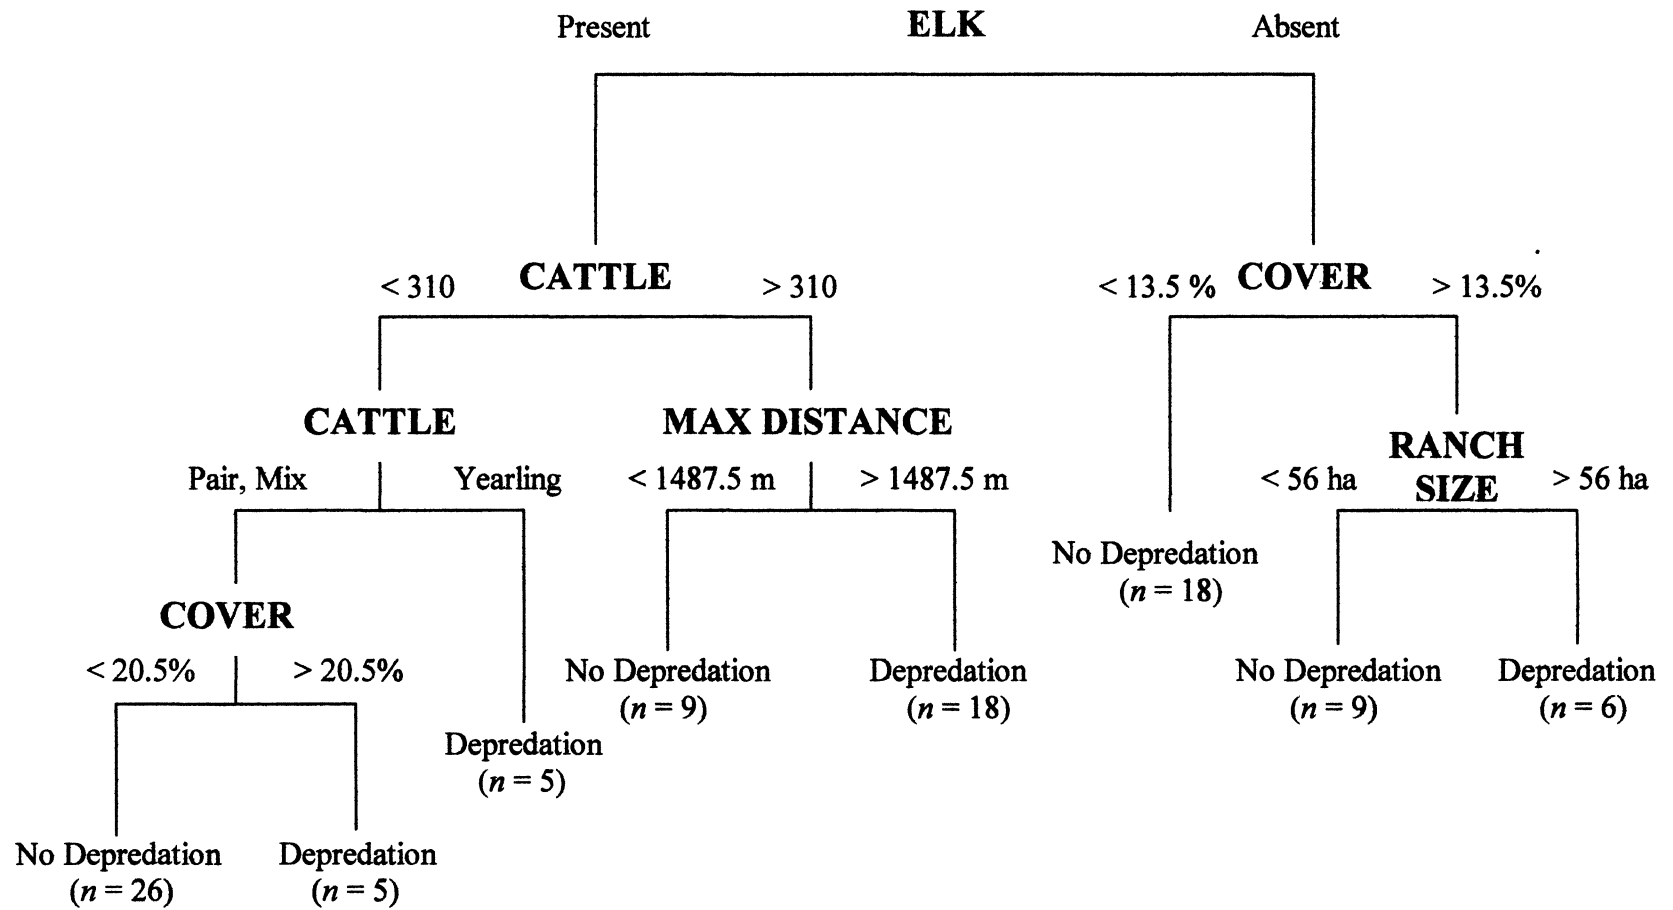 Present ELK Absent
< 310 CATTLE > 310
< 13.5 % COVER > 13.5%
CATTLE
Pair, Mix Yearling
MAX DISTANCE
< 1487.5 m > 1487.5 m
RANCH
SIZE
< 56 ha > 56 ha
No Depredation
(n = 18)
COVER
< 20.5% > 20.5%
No Depredation
(n = 9)
Depredation
(n = 18)
No Depredation
(n = 9)
Depredation
(n = 6)
Depredation
(n = 5)
No Depredation
(n = 26)
Depredation
(n = 5)